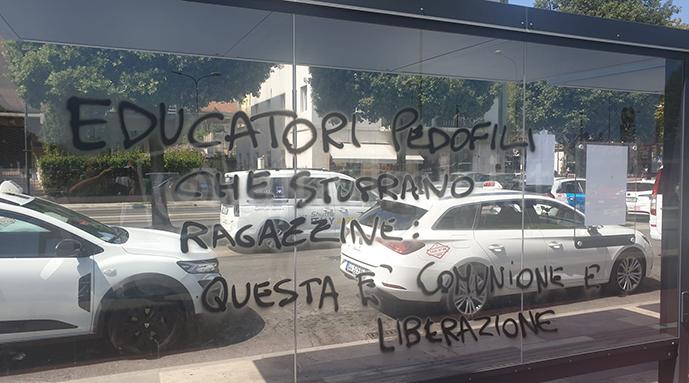 EDUCATORI PEDOFILI
CHE STUPRANO
RAGAZZINE:
QUESTA E' COMUNIONE E
LIBERAZIONE